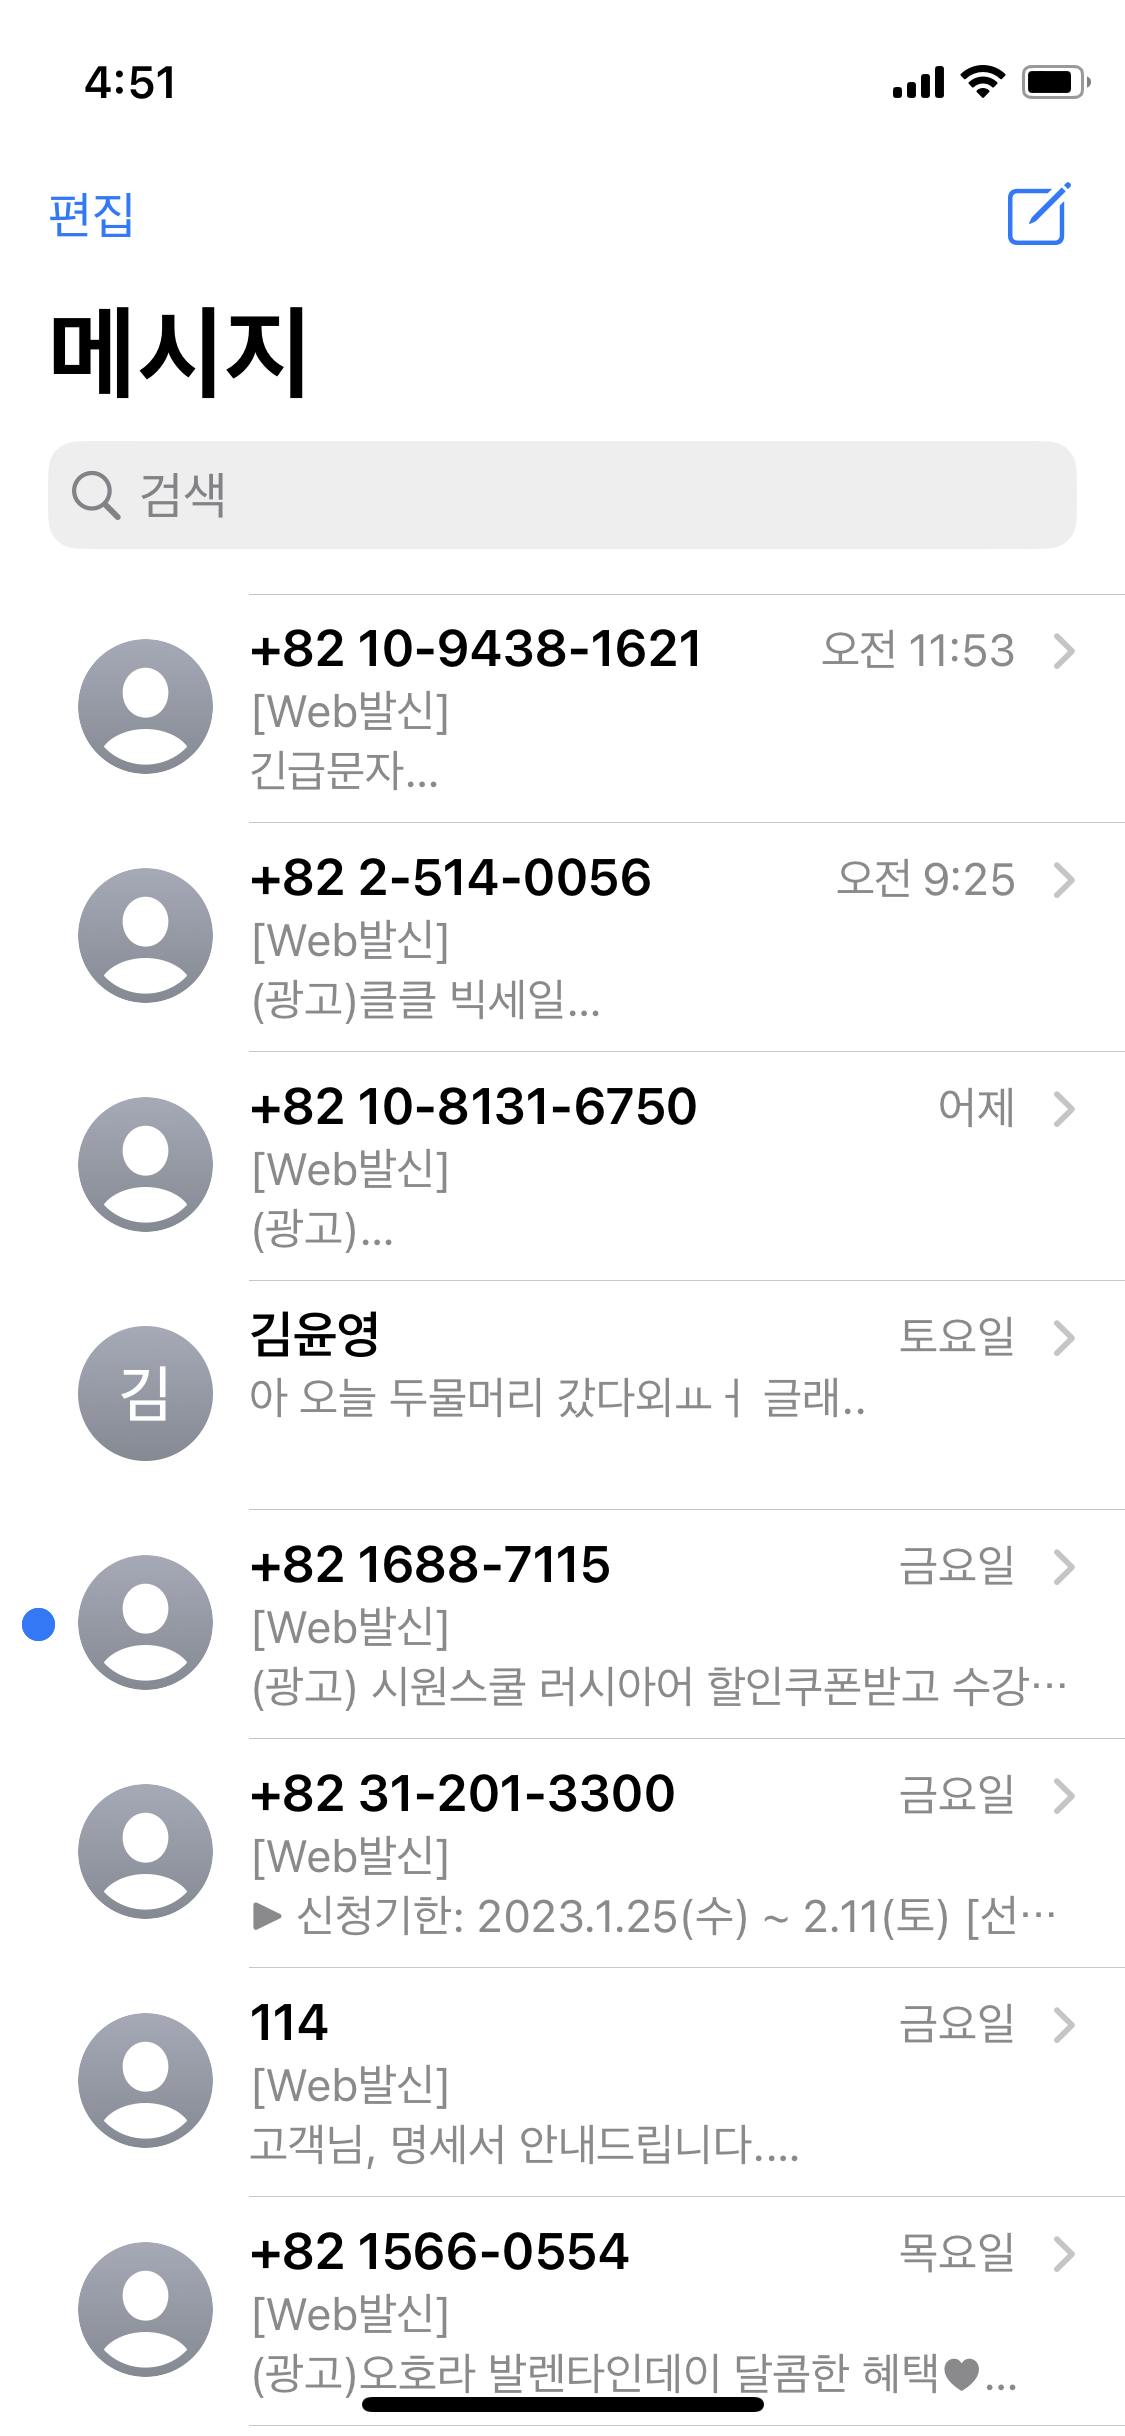 4:51
편집
메시지
검색
+82 10-9438-1621 오전 11:53
[Web발신]
긴급문자...
+82 2-514-0056 오전 9:25
[Web발신]
(광고)클클 빅세일...
+82 10-8131-6750 어제
[Web발신]
(광고)...
김
김윤영 토요일
아 오늘 두물머리 갔다외ㅛㅓ 글래..
+82 1688-7115 금요일
[Web발신]
(광고) 시원스쿨 러시아어 할인쿠폰받고 수강…
+82 31-201-3300 금요일
[Web발신]
▶ 신청기한: 2023.1.25(수) ~ 2.11(토) [선…
114 금요일
[Web발신]
고객님, 명세서 안내드립니다....
+82 1566-0554 목요일
[Web발신]
(광고)오호라 발렌타인데이 달콤한 혜택♥...